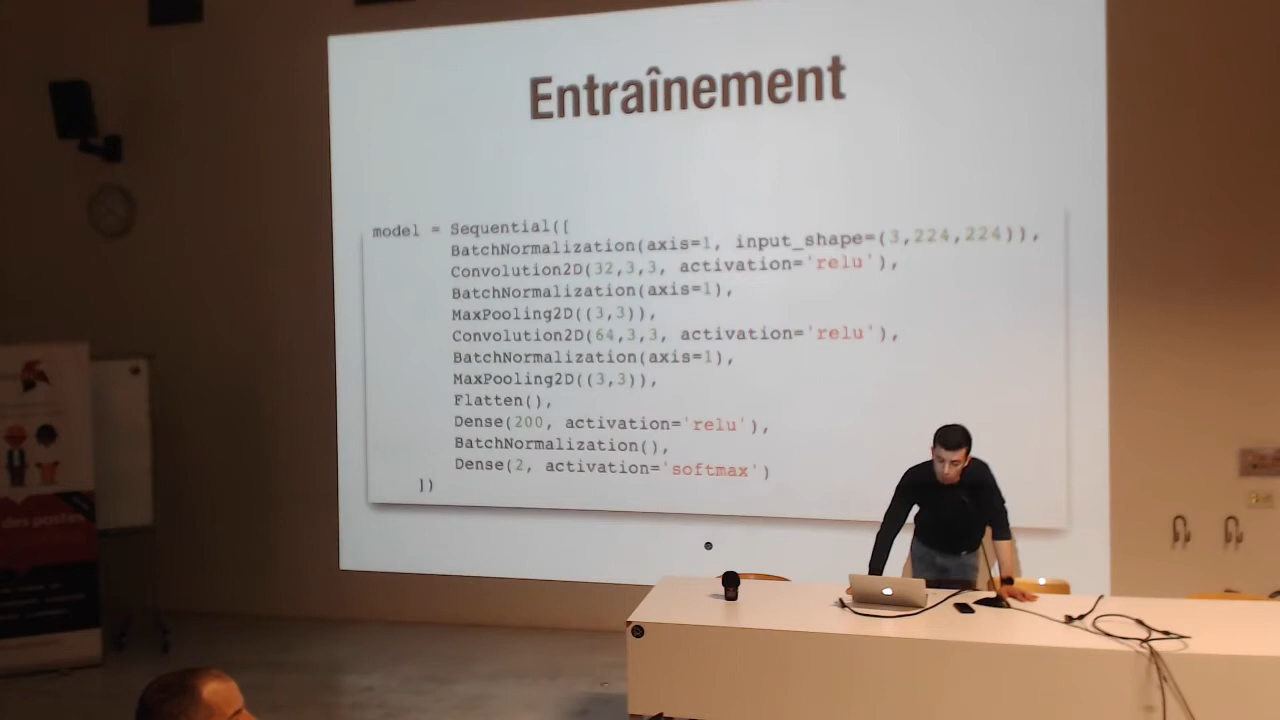 Entraînement
model = Sequential([
BatchNormalization(axis=1, input_shape=(3,224,224)),
Convolution2D(32,3,3, activation='relu'),
BatchNormalization(axis=1),
MaxPooling2D((3,3)),
Convolution2D(64,3,3, activation='relu'),
BatchNormalization(axis=1),
MaxPooling2D((3,3)),
Flatten(),
Dense(200, activation='relu'),
BatchNormalization(),
Dense(2, activation='softmax')
])
des postes